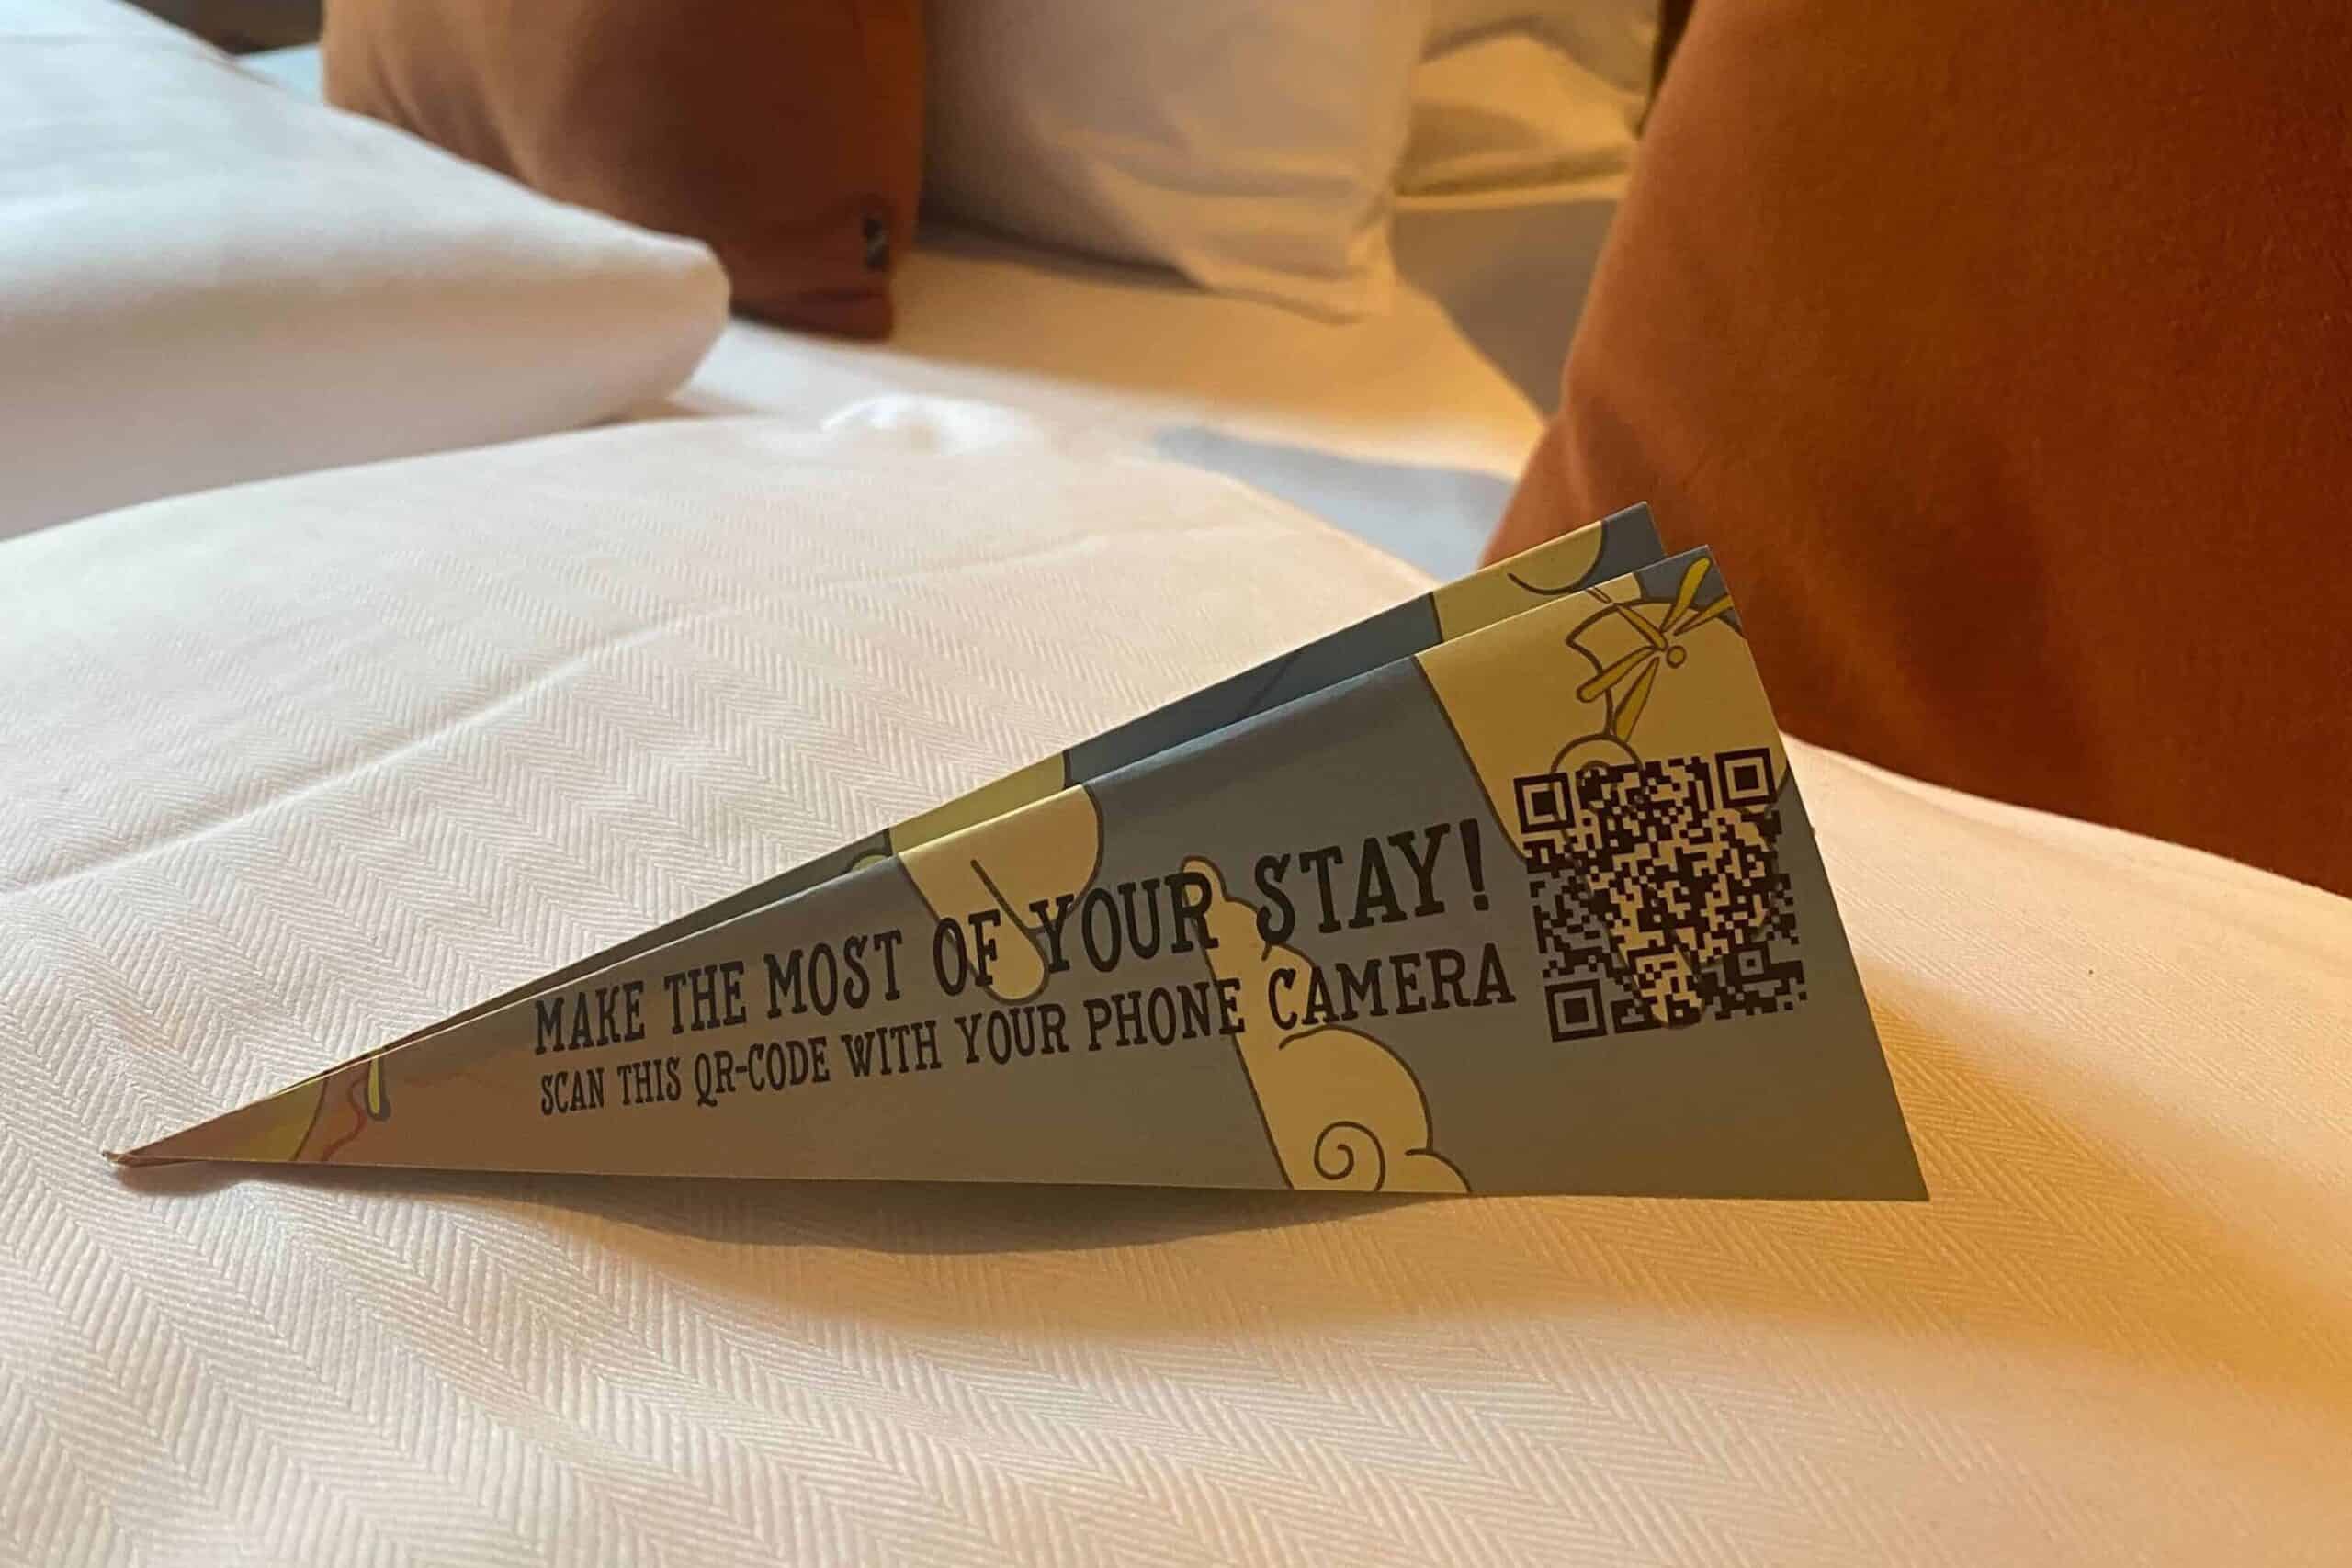 MAKE THE MOST OF YOUR STAY!
SCAN THIS QR-CODE WITH YOUR PHONE CAMERA